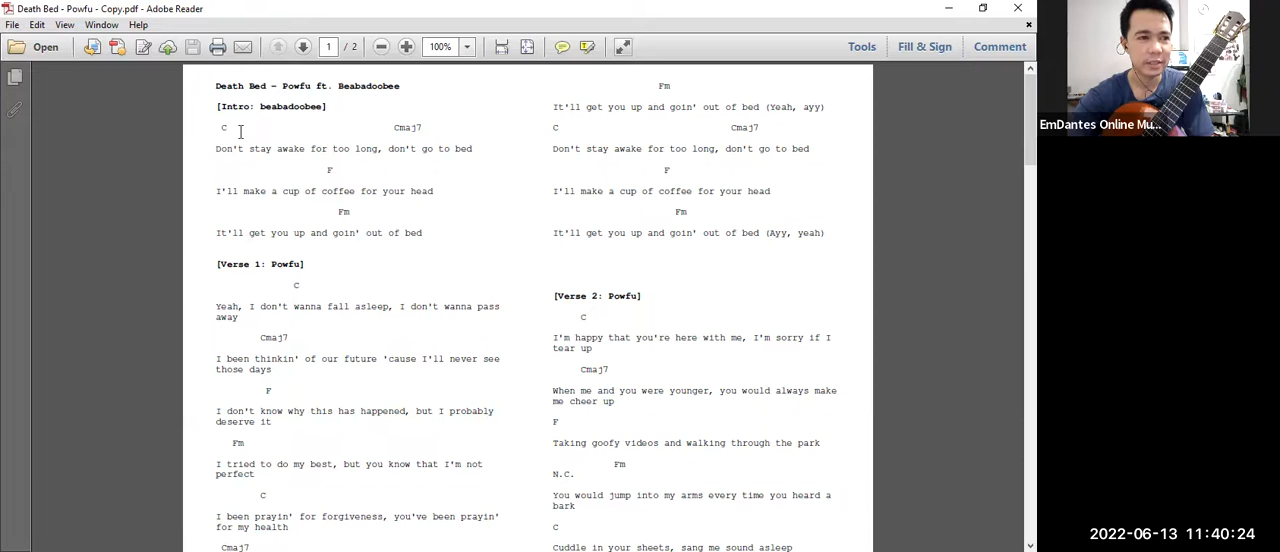 Death Bed - Powfu - Copy.pdf - Adobe Reader
File Edit View Window Help
Open
1 / 2
100%
Tools
Fill & Sign
Comment
Death Bed – Powfu ft. Beabadoobee
[Intro: beabadoobee]
C Cmaj7
Don't stay awake for too long, don't go to bed
F
I'll make a cup of coffee for your head
Fm
It'll get you up and goin' out of bed
[Verse 1: Powfu]
C
Yeah, I don't wanna fall asleep, I don't wanna pass
away
Cmaj7
I been thinkin' of our future 'cause I'll never see
those days
F
I don't know why this has happened, but I probably
deserve it
Fm
I tried to do my best, but you know that I'm not
perfect
C
I been prayin' for forgiveness, you've been prayin'
for my health
Cmaj7
Fm
It'll get you up and goin' out of bed (Yeah, ayy)
C Cmaj7
Don't stay awake for too long, don't go to bed
F
I'll make a cup of coffee for your head
Fm
It'll get you up and goin' out of bed (Ayy, yeah)
[Verse 2: Powfu]
C
I'm happy that you're here with me, I'm sorry if I
tear up
Cmaj7
When me and you were younger, you would always make
me cheer up
F
Taking goofy videos and walking through the park
Fm
N.C.
You would jump into my arms every time you heard a
bark
C
Cuddle in your sheets, sang me sound asleep
EmDantes Online Mu...
2022-06-13 11:40:24